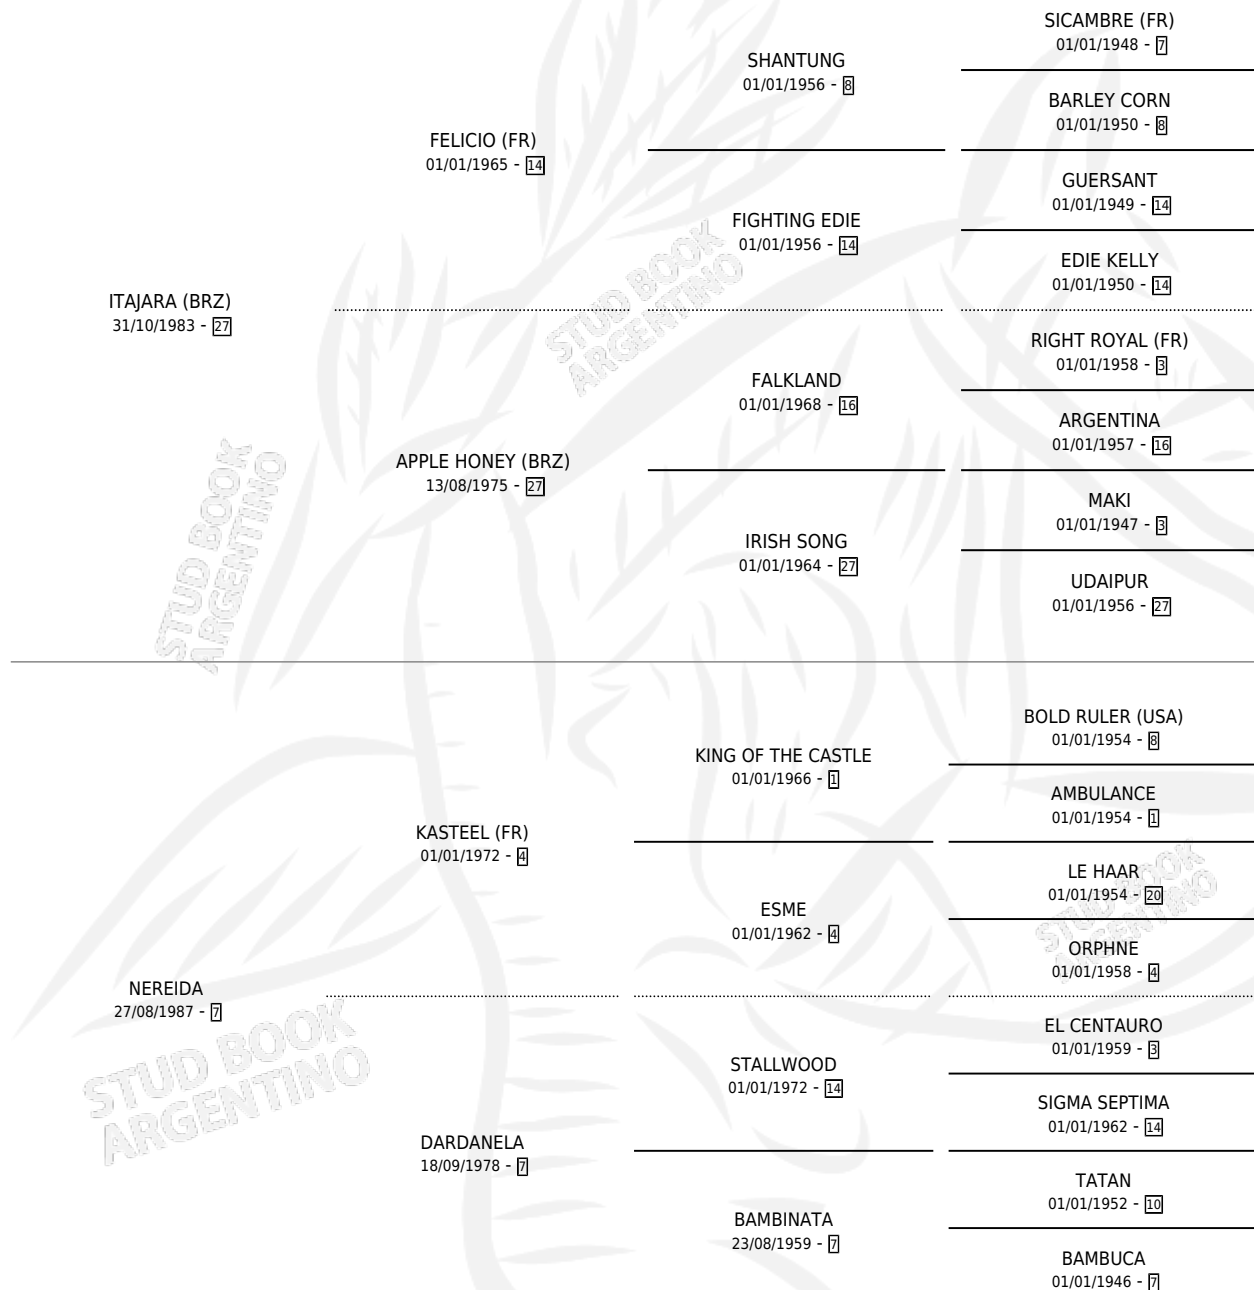 SICAMBRE (FR)
01/01/1948 - 7
SHANTUNG
01/01/1956 - 8
BARLEY CORN
01/01/1950 - 8
FELICIO (FR)
01/01/1965 - 14
GUERSANT
01/01/1949 - 14
FIGHTING EDIE
01/01/1956 - 14
EDIE KELLY
01/01/1950 - 14
ITAJARA (BRZ)
31/10/1983 - 27
RIGHT ROYAL (FR)
01/01/1958 - 3
FALKLAND
01/01/1968 - 16
ARGENTINA
01/01/1957 - 16
APPLE HONEY (BRZ)
13/08/1975 - 27
MAKI
01/01/1947 - 3
IRISH SONG
01/01/1964 - 27
UDAIPUR
01/01/1956 - 27
BOLD RULER (USA)
01/01/1954 - 8
KING OF THE CASTLE
01/01/1966 - 1
AMBULANCE
01/01/1954 - 1
KASTEEL (FR)
01/01/1972 - 4
LE HAAR
01/01/1954 - 20
ESME
01/01/1962 - 4
ORPHNE
01/01/1958 - 4
NEREIDA
27/08/1987 - 7
EL CENTAURO
01/01/1959 - 3
STALLWOOD
01/01/1972 - 14
SIGMA SEPTIMA
01/01/1962 - 14
DARDANELA
18/09/1978 - 7
TATAN
01/01/1952 - 10
BAMBINATA
23/08/1959 - 7
BAMBUCA
01/01/1946 - 7
STUD BOOK
ARGENTINO
STUD BOOK
ARGENTINO
STUD BOOK
ARGENTINO
STUD BOOK
ARGENTINO